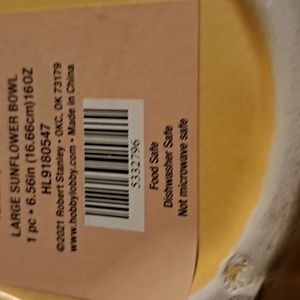 LARGE SUNFLOWER BOWL
1 pc • 6.56in (16.66cm)16OZ
HL9180547
©2021 Robert Stanley • OKC, OK 73179
www.hobbylobby.com • Made in China
5332796
Food Safe
Dishwasher Safe
Not microwave safe